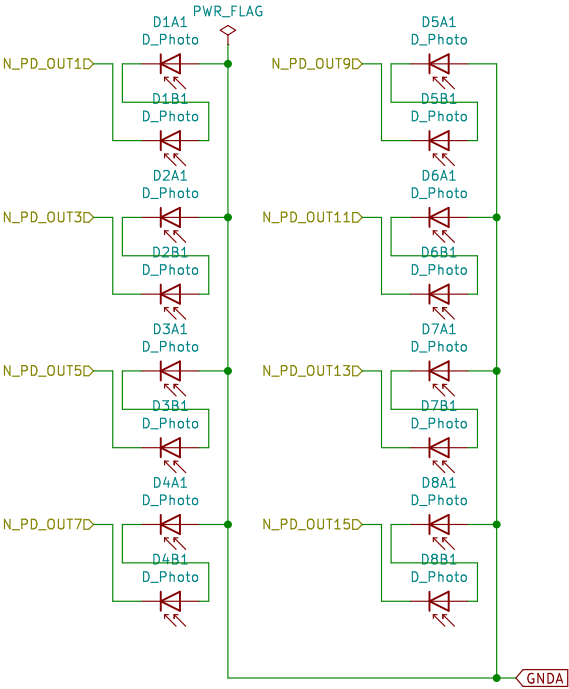 PWR_FLAG
D1A1
D_Photo
N_PD_OUT1
D1B1
D_Photo
D2A1
D_Photo
N_PD_OUT3
D2B1
D_Photo
D3A1
D_Photo
N_PD_OUT5
D3B1
D_Photo
D4A1
D_Photo
N_PD_OUT7
D4B1
D_Photo
D5A1
D_Photo
N_PD_OUT9
D5B1
D_Photo
D6A1
D_Photo
N_PD_OUT11
D6B1
D_Photo
D7A1
D_Photo
N_PD_OUT13
D7B1
D_Photo
D8A1
D_Photo
N_PD_OUT15
D8B1
D_Photo
GNDA